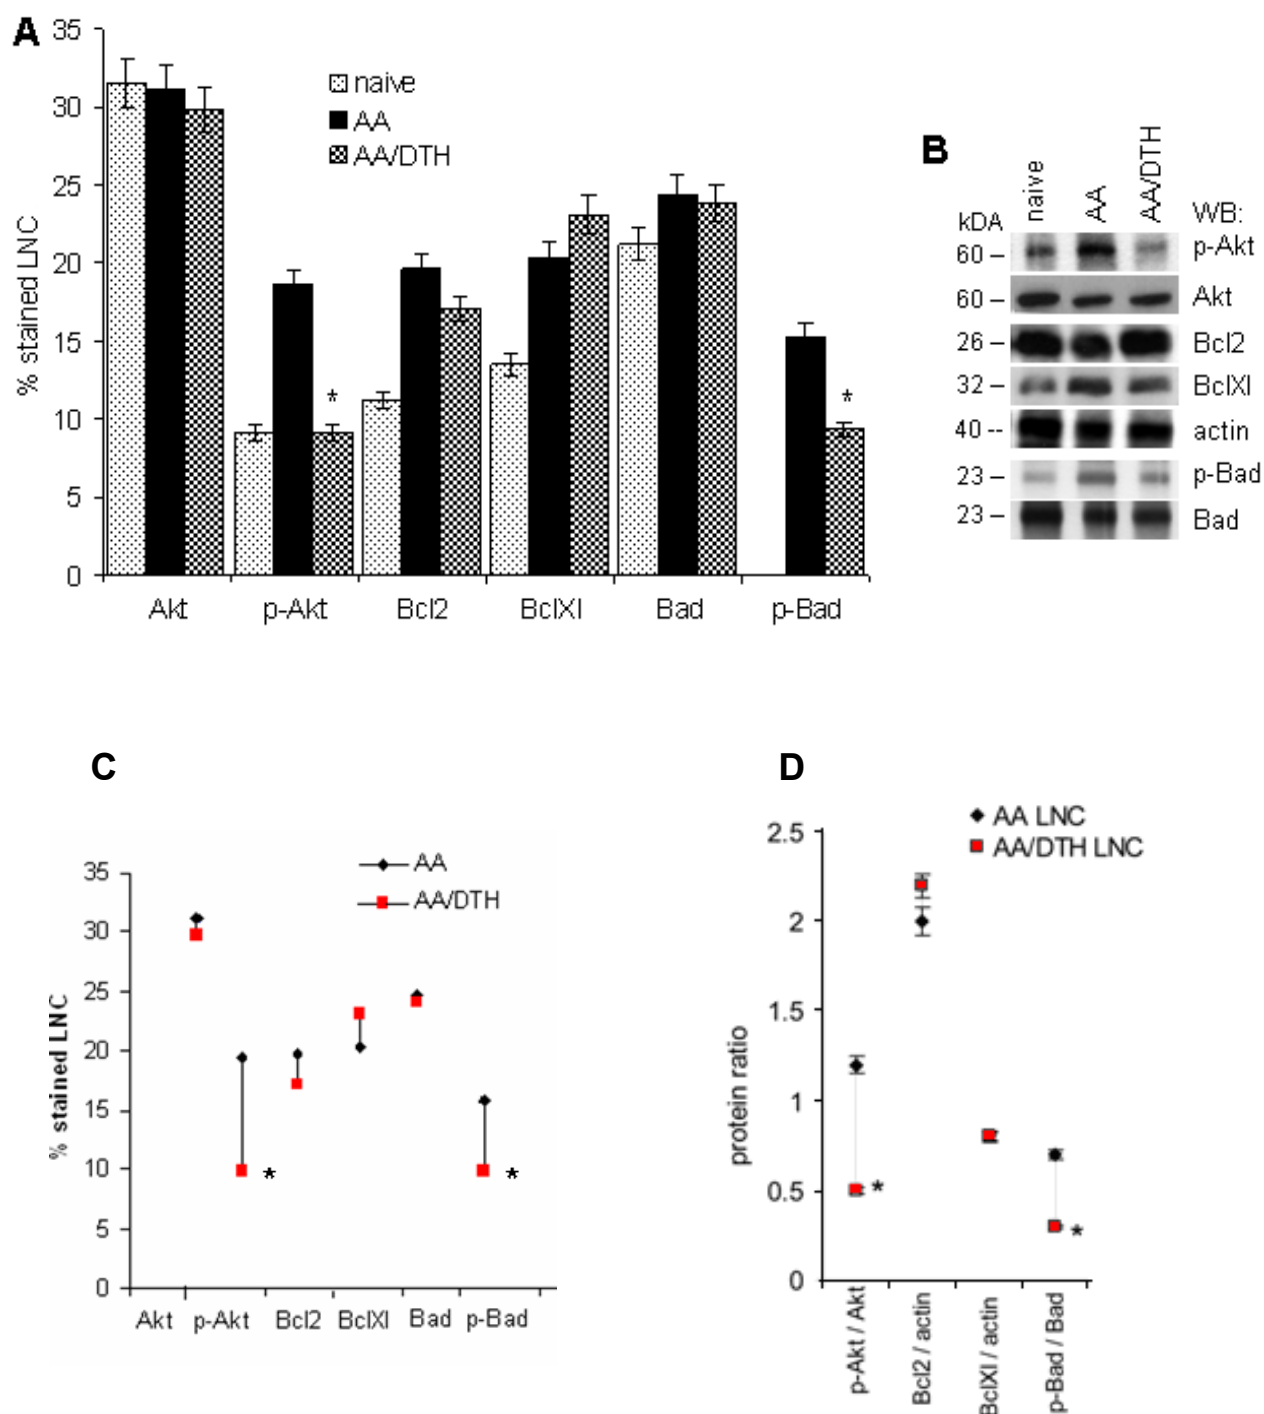 A
35
30
25
20
15
10
5
0
% stained LNC
naive
AA
AA/DTH
*
*
Akt p-Akt Bcl2 BclXl Bad p-Bad
B
naive AA AA/DTH
kDA WB:
60 – p-Akt
60 – Akt
26 – Bcl2
32 – BclXl
40 -- actin
23 – p-Bad
23 – Bad
C
35
30
25
20
15
10
5
0
% stained LNC
AA
AA/DTH
*
*
Akt p-Akt Bcl2 BclXl Bad p-Bad
D
2.5
2
1.5
1
0.5
0
protein ratio
AA LNC
AA/DTH LNC
*
*
p-Akt / Akt
Bcl2 / actin
BclXl / actin
p-Bad / Bad